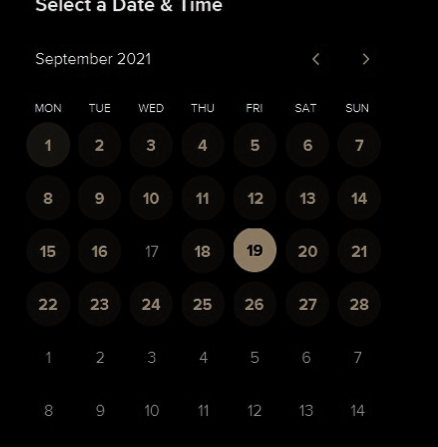 Select a Date & Time
September 2021
MON TUE WED THU FRI SAT SUN
1 2 3 4 5 6 7
8 9 10 11 12 13 14
15 16 17 18 19 20 21
22 23 24 25 26 27 28
1 2 3 4 5 6 7
8 9 10 11 12 13 14